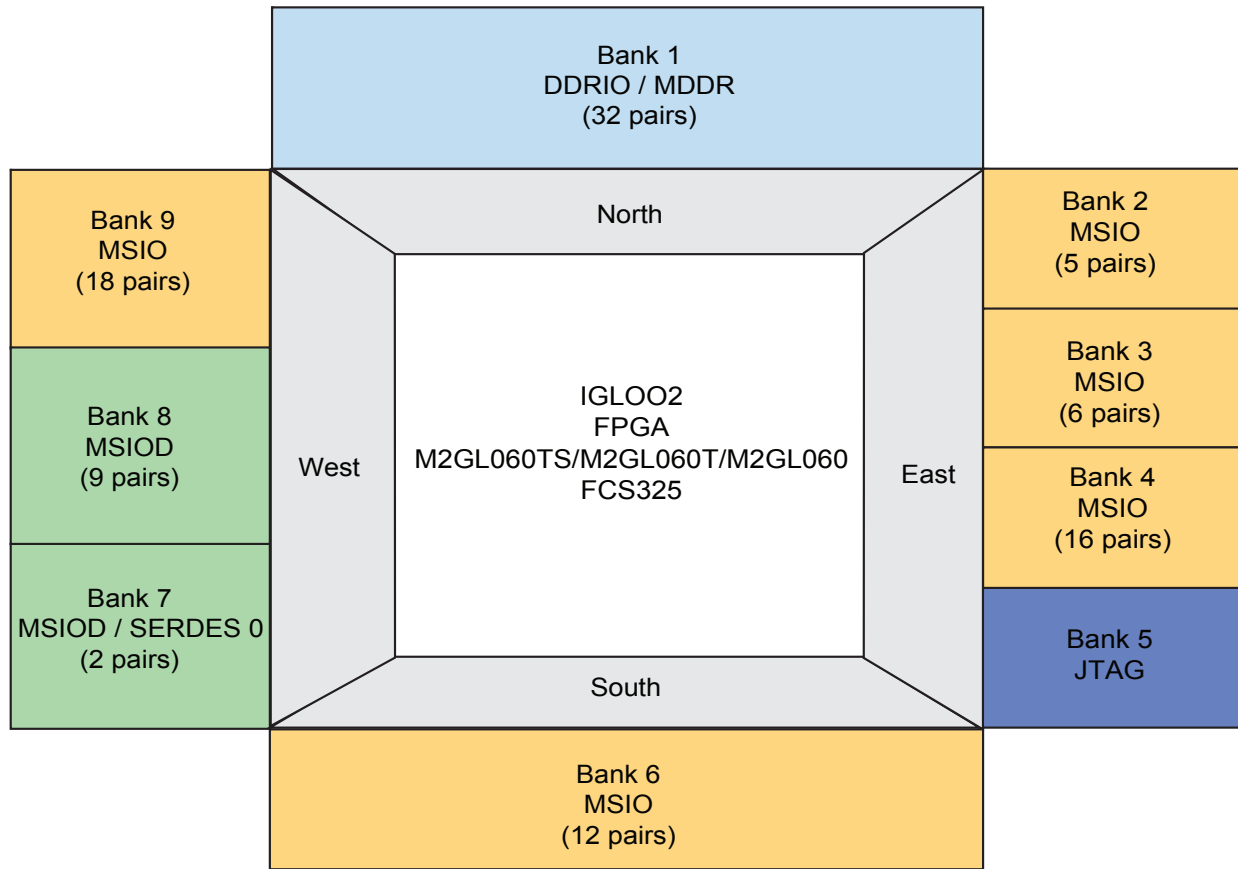 Bank 1
DDRIO / MDDR
(32 pairs)
Bank 9
MSIO
(18 pairs)
North
Bank 2
MSIO
(5 pairs)
Bank 8
MSIOD
(9 pairs)
West
IGLOO2
FPGA
M2GL060TS/M2GL060T/M2GL060
FCS325
East
Bank 3
MSIO
(6 pairs)
Bank 4
MSIO
(16 pairs)
Bank 7
MSIOD / SERDES 0
(2 pairs)
South
Bank 5
JTAG
Bank 6
MSIO
(12 pairs)